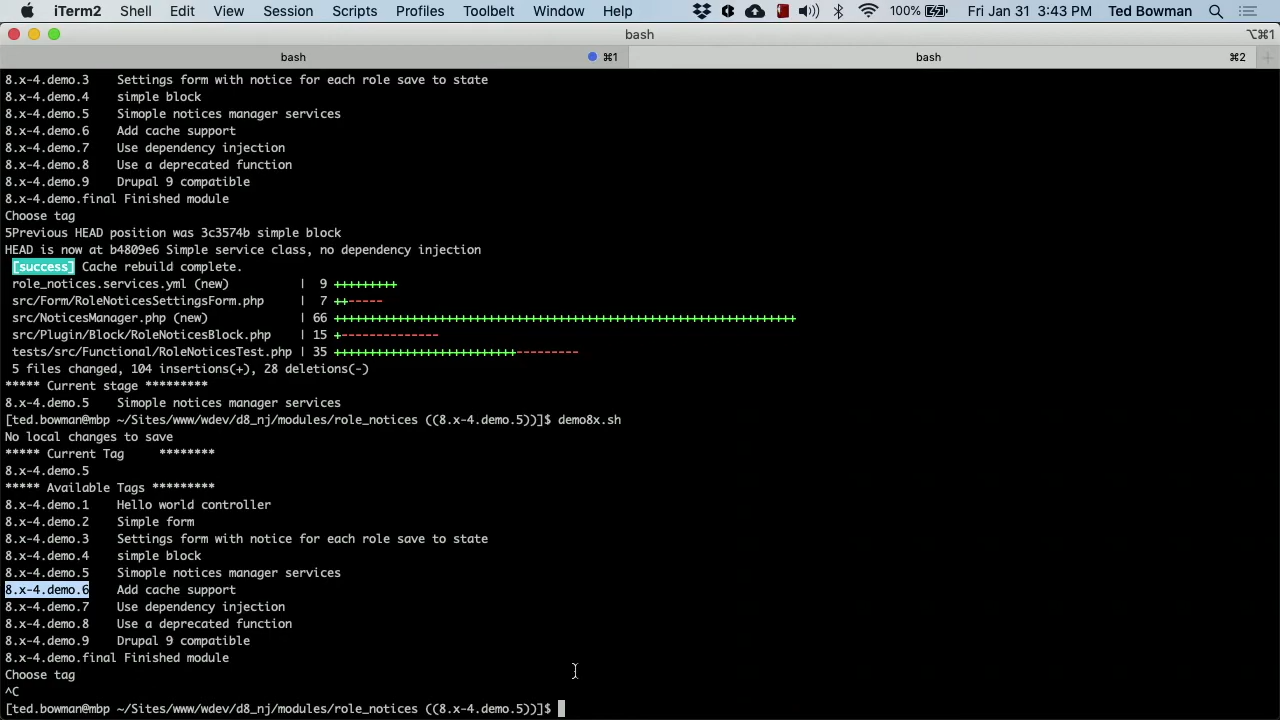 iTerm2 Shell Edit View Session Scripts Profiles Toolbelt Window Help 100% Fri Jan 31 3:43 PM Ted Bowman
bash ⌥⌘1
bash ⌘1 bash ⌘2
8.x-4.demo.3 Settings form with notice for each role save to state
8.x-4.demo.4 simple block
8.x-4.demo.5 Simople notices manager services
8.x-4.demo.6 Add cache support
8.x-4.demo.7 Use dependency injection
8.x-4.demo.8 Use a deprecated function
8.x-4.demo.9 Drupal 9 compatible
8.x-4.demo.final Finished module
Choose tag
5Previous HEAD position was 3c3574b simple block
HEAD is now at b4809e6 Simple service class, no dependency injection
[success] Cache rebuild complete.
role_notices.services.yml (new) | 9 +++++++++
src/Form/RoleNoticesSettingsForm.php | 7 ++-----
src/NoticesManager.php (new) | 66 ++++++++++++++++++++++++++++++++++++++++++++++++++++++++++++++++++
src/Plugin/Block/RoleNoticesBlock.php | 15 +--------------
tests/src/Functional/RoleNoticesTest.php | 35 ++++++++++++++++++++++++++---------
5 files changed, 104 insertions(+), 28 deletions(-)
***** Current stage *********
8.x-4.demo.5 Simople notices manager services
[ted.bowman@mbp ~/Sites/www/wdev/d8_nj/modules/role_notices ((8.x-4.demo.5))]$ demo8x.sh
No local changes to save
***** Current Tag ********
8.x-4.demo.5
***** Available Tags *********
8.x-4.demo.1 Hello world controller
8.x-4.demo.2 Simple form
8.x-4.demo.3 Settings form with notice for each role save to state
8.x-4.demo.4 simple block
8.x-4.demo.5 Simople notices manager services
8.x-4.demo.6 Add cache support
8.x-4.demo.7 Use dependency injection
8.x-4.demo.8 Use a deprecated function
8.x-4.demo.9 Drupal 9 compatible
8.x-4.demo.final Finished module
Choose tag
^C
[ted.bowman@mbp ~/Sites/www/wdev/d8_nj/modules/role_notices ((8.x-4.demo.5))]$